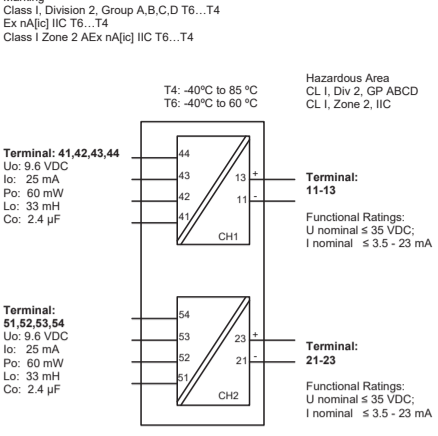 Class I, Division 2, Group A,B,C,D T6…T4
Ex nA[ic] IIC T6…T4
Class I Zone 2 AEx nA[ic] IIC T6…T4
T4: -40ºC to 85 ºC
T6: -40ºC to 60 ºC
Hazardous Area
CL I, Div 2, GP ABCD
CL I, Zone 2, IIC
Terminal: 41,42,43,44
Uo: 9.6 VDC
Io: 25 mA
Po: 60 mW
Lo: 33 mH
Co: 2.4 µF
44
43
42
41
13 +
11 -
CH1
Terminal:
11-13
Functional Ratings:
U nominal ≤ 35 VDC;
I nominal ≤ 3.5 - 23 mA
Terminal:
51,52,53,54
Uo: 9.6 VDC
Io: 25 mA
Po: 60 mW
Lo: 33 mH
Co: 2.4 µF
54
53
52
51
23 +
21 -
CH2
Terminal:
21-23
Functional Ratings:
U nominal ≤ 35 VDC;
I nominal ≤ 3.5 - 23 mA